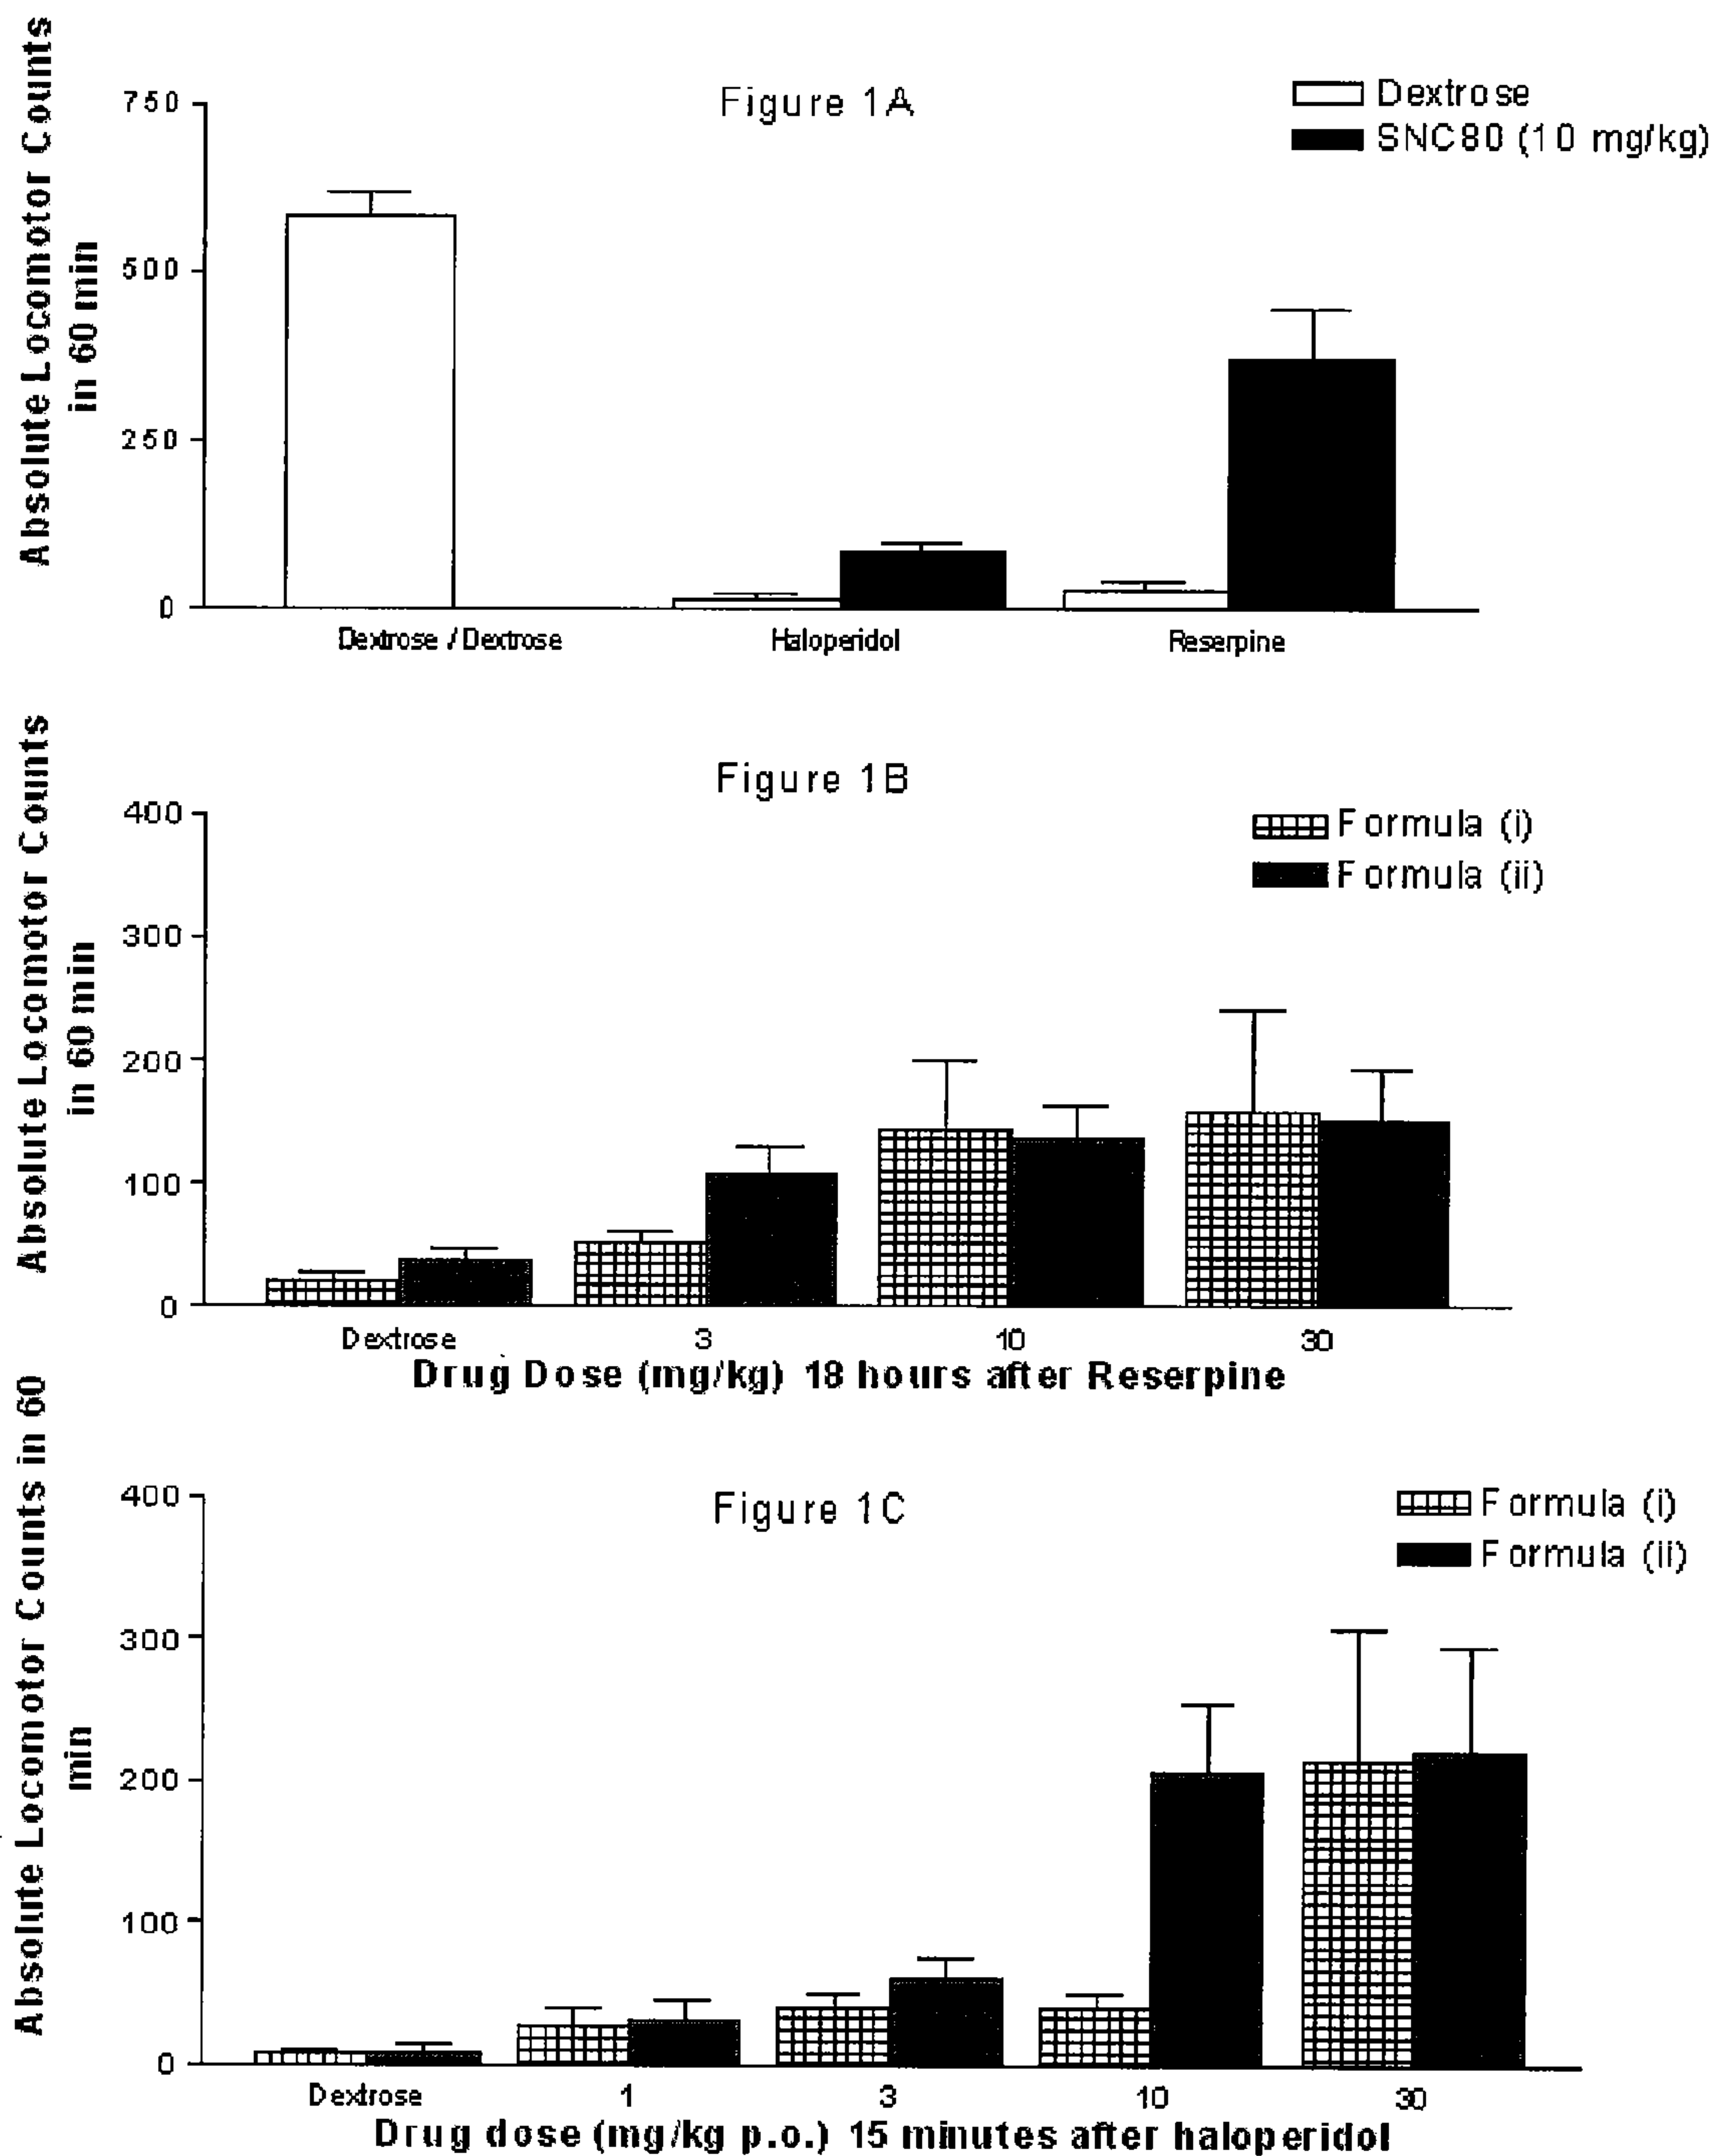 Figure 1A
Dextrose
SNC80 (10 mg/kg)
Absolute Locomotor Counts
in 60 min
750
500
250
0
Dextrose / Dextrose
Haloperidol
Reserpine
Figure 1B
Formula (i)
Formula (ii)
Absolute Locomotor Counts
in 60 min
400
300
200
100
0
Dextrose
3
10
30
Drug Dose (mg/kg) 18 hours after Reserpine
Figure 1C
Formula (i)
Formula (ii)
Absolute Locomotor Counts in 60
min
400
300
200
100
0
Dextrose
1
3
10
30
Drug dose (mg/kg p.o.) 15 minutes after haloperidol